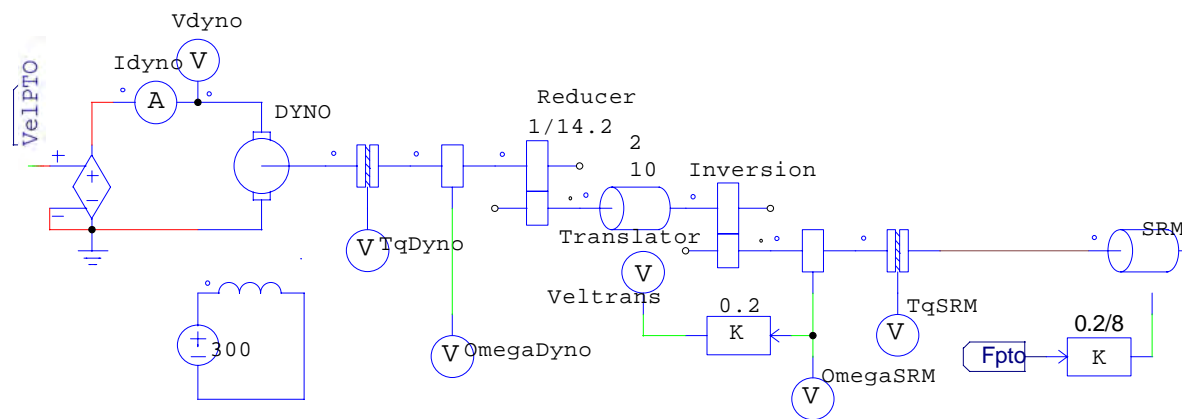 Vdyno
V
Idyno
A
VelPTO
DYNO
Reducer
1/14.2
2
10
Inversion
Translator
V
TqDyno
V
Veltrans
0.2
K
V
OmegaDyno
V
OmegaSRM
V
TqSRM
SRM
0.2/8
K
Fpto
300
+
−
+
−
+
−